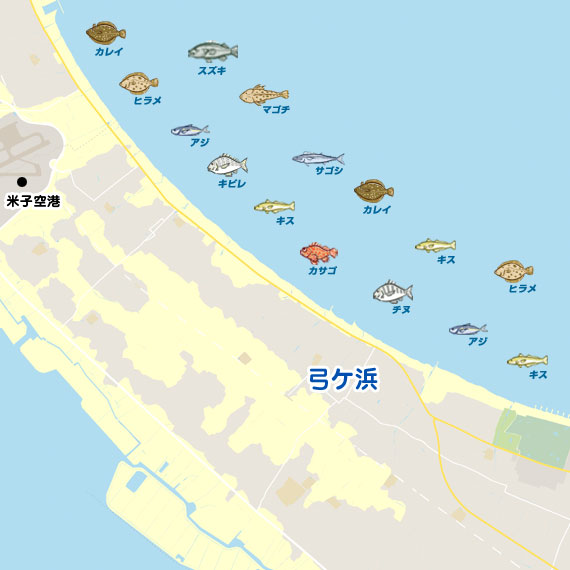 カレイ
スズキ
ヒラメ
マゴチ
アジ
サゴシ
キビレ
米子空港
カレイ
キス
キス
カサゴ
ヒラメ
チヌ
アジ
弓ケ浜
キス